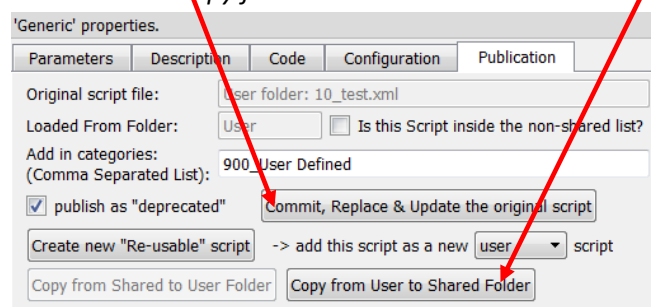 'Generic' properties.
Parameters Description Code Configuration Publication
Original script file: User folder: 10_test.xml
Loaded From Folder: User Is this Script inside the non-shared list?
Add in categories:
(Comma Separated List): 900_User Defined
publish as "deprecated" Commit, Replace & Update the original script
Create new "Re-usable" script -> add this script as a new user script
Copy from Shared to User Folder Copy from User to Shared Folder